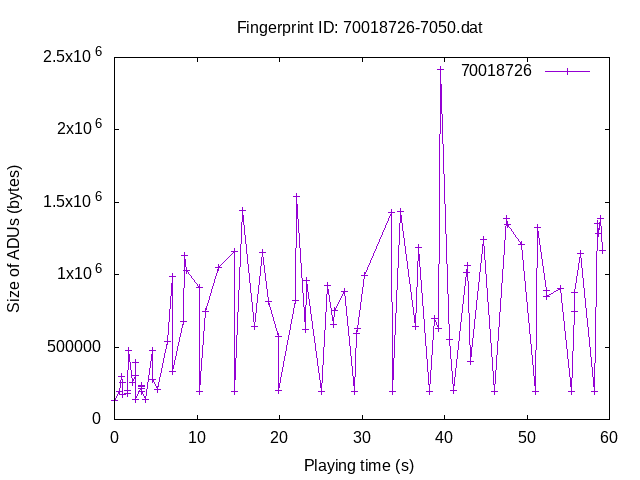 Fingerprint ID: 70018726-7050.dat
2.5x10^6
70018726
2x10^6
1.5x10^6
1x10^6
500000
0
Size of ADUs (bytes)
0 10 20 30 40 50 60
Playing time (s)